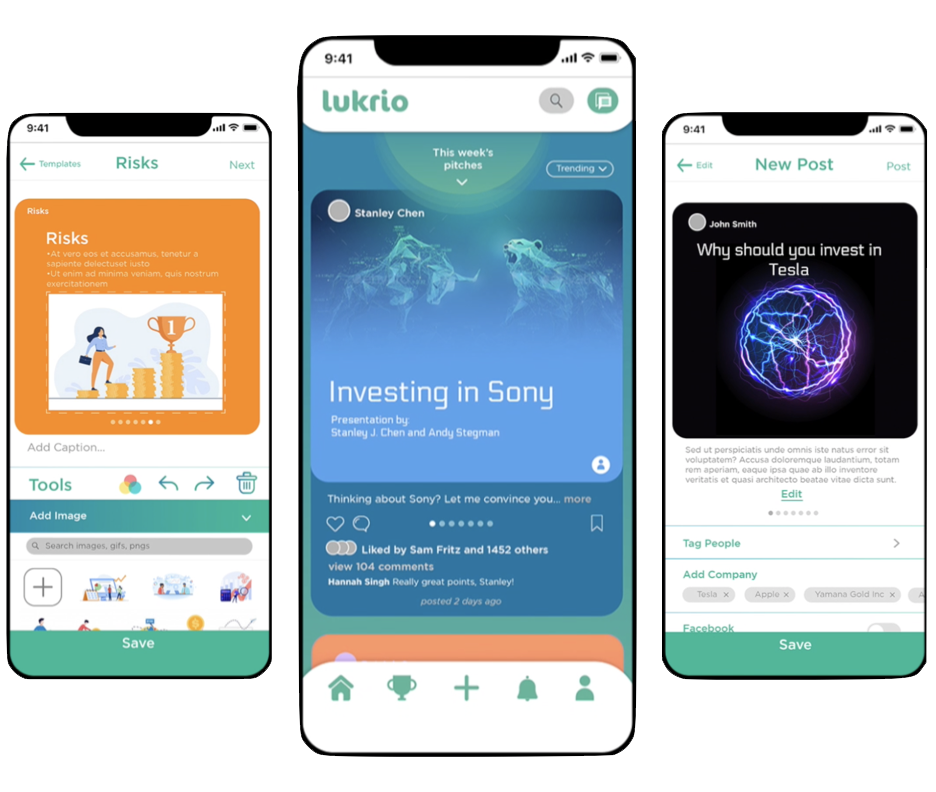 9:41
Templates
Risks
Next
Risks
Risks
•At vero eos et accusamus, tenetur a
sapiente delectuset iusto
•Ut enim ad minima veniam, quis nostrum
exercitationem
1
Add Caption...
Tools
Add Image
Search images, gifs, pngs
Save
9:41
lukrio
This week's
pitches
Trending
Stanley Chen
Investing in Sony
Presentation by:
Stanley J. Chen and Andy Stegman
Thinking about Sony? Let me convince you... more
Liked by Sam Fritz and 1452 others
view 104 comments
Hannah Singh Really great points, Stanley!
posted 2 days ago
9:41
Edit
New Post
Post
John Smith
Why should you invest in
Tesla
Sed ut perspiciatis unde omnis iste natus error sit
voluptatem? Accusa doloremque laudantium, totam
rem aperiam, eaque ipsa quae ab illo inventore
veritatis et quasi architecto beatae vitae dicta sunt.
Edit
Tag People
Add Company
Tesla ×
Apple ×
Yamana Gold Inc ×
A
Facebook
Save